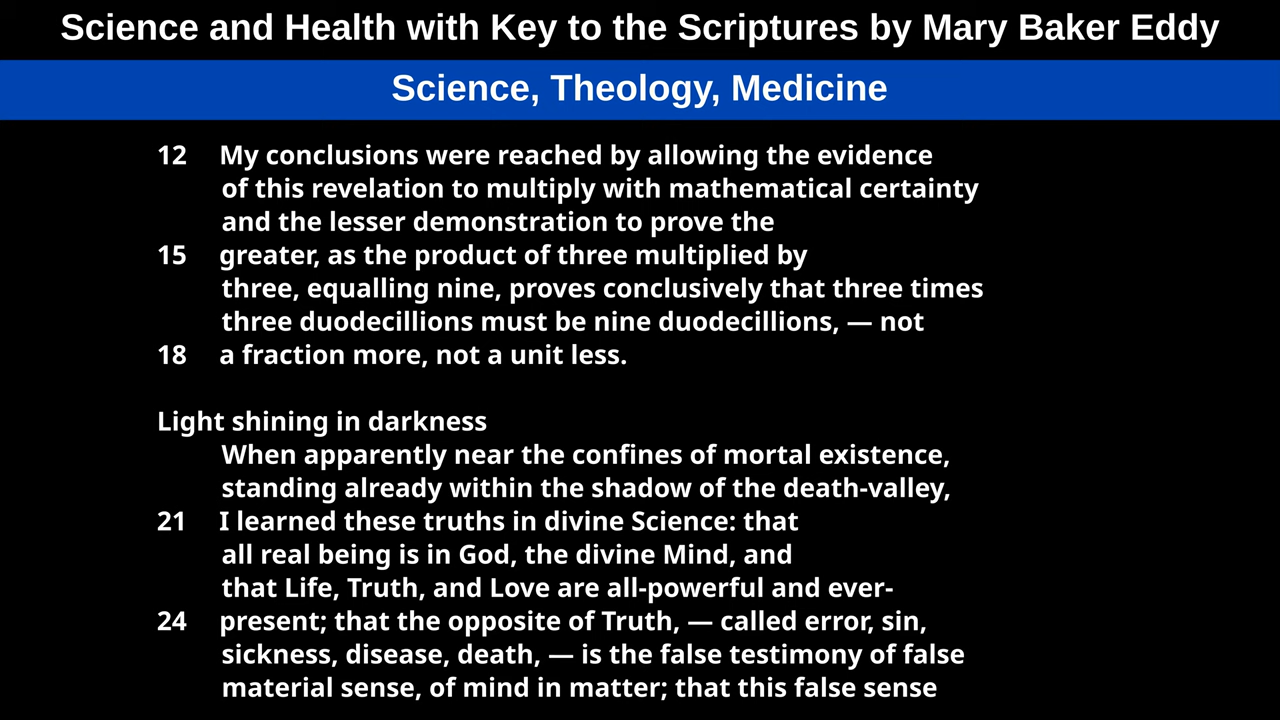 Science and Health with Key to the Scriptures by Mary Baker Eddy
Science, Theology, Medicine
12 My conclusions were reached by allowing the evidence
of this revelation to multiply with mathematical certainty
and the lesser demonstration to prove the
15 greater, as the product of three multiplied by
three, equalling nine, proves conclusively that three times
three duodecillions must be nine duodecillions, — not
18 a fraction more, not a unit less.
Light shining in darkness
When apparently near the confines of mortal existence,
standing already within the shadow of the death-valley,
21 I learned these truths in divine Science: that
all real being is in God, the divine Mind, and
that Life, Truth, and Love are all-powerful and ever-
24 present; that the opposite of Truth, — called error, sin,
sickness, disease, death, — is the false testimony of false
material sense, of mind in matter; that this false sense